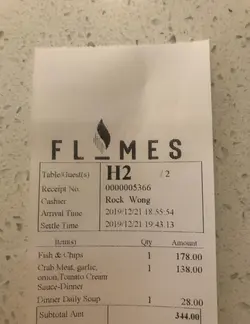 FLAMES
Table/Guest(s) H2 / 2
Receipt No. 0000005366
Cashier Rock Wong
Arrival Time 2019/12/21 18:55:54
Settle Time 2019/12/21 19:43:13
Item(s) Qty Amount
Fish & Chips 1 178.00
Crab Meat, garlic, 1 138.00
onion,Tomato Cream
Sauce-Dinner
Dinner Daily Soup 1 28.00
Subtotal Amt 344.00